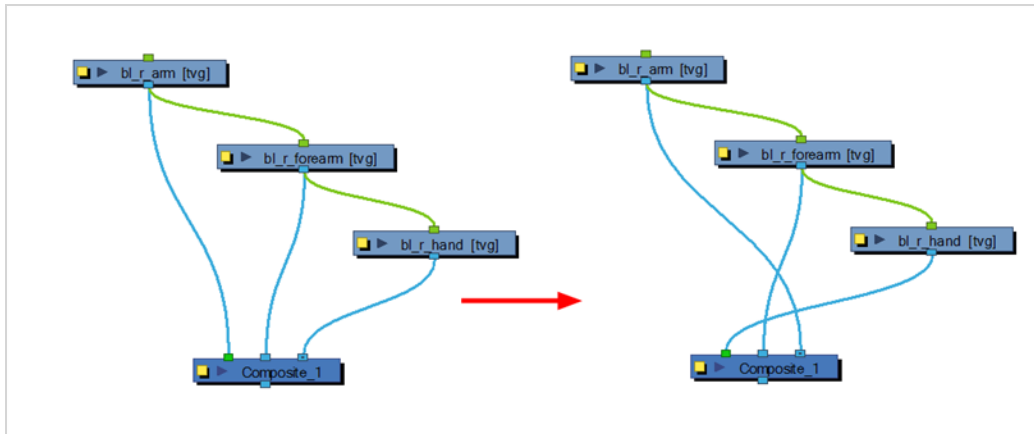 bl_r_arm [tvg]
bl_r_forearm [tvg]
bl_r_hand [tvg]
Composite_1
bl_r_arm [tvg]
bl_r_forearm [tvg]
bl_r_hand [tvg]
Composite_1